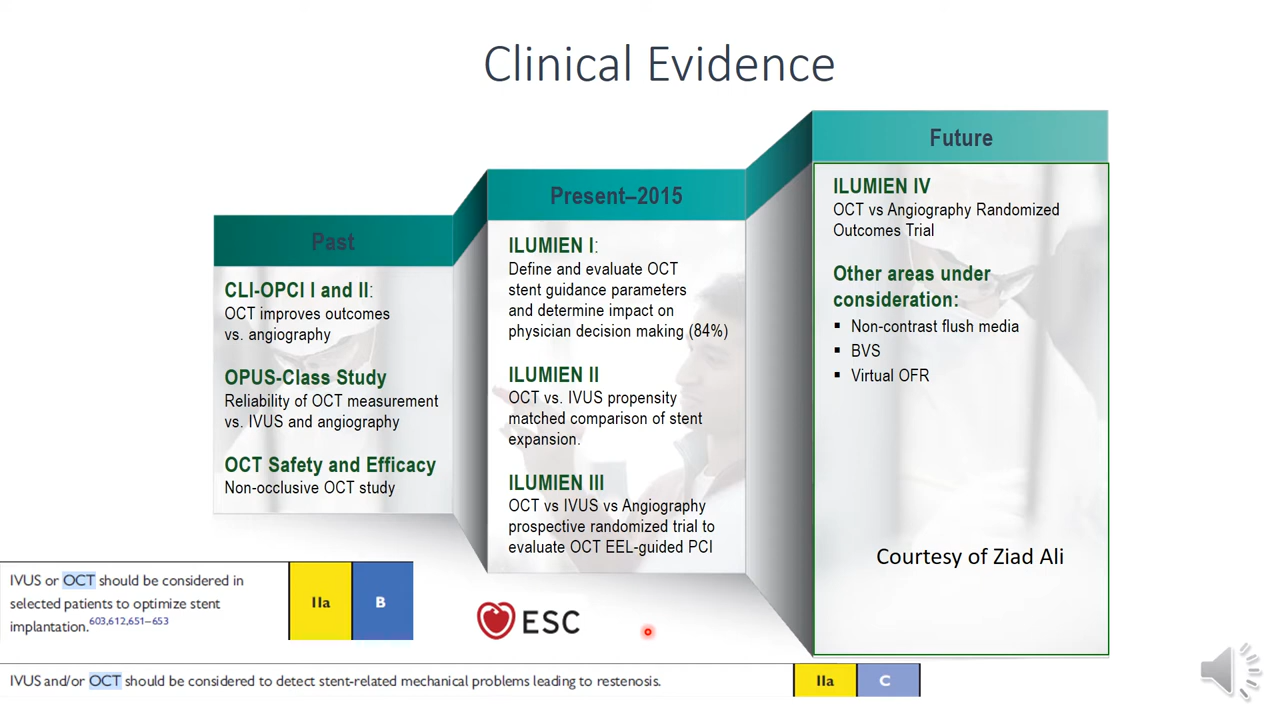 Clinical Evidence
Past
CLI-OPCI I and II:
OCT improves outcomes
vs. angiography
OPUS-Class Study
Reliability of OCT measurement
vs. IVUS and angiography
OCT Safety and Efficacy
Non-occlusive OCT study
Present–2015
ILUMIEN I:
Define and evaluate OCT
stent guidance parameters
and determine impact on
physician decision making (84%)
ILUMIEN II
OCT vs. IVUS propensity
matched comparison of stent
expansion.
ILUMIEN III
OCT vs IVUS vs Angiography
prospective randomized trial to
evaluate OCT EEL-guided PCI
Future
ILUMIEN IV
OCT vs Angiography Randomized
Outcomes Trial
Other areas under
consideration:
▪ Non-contrast flush media
▪ BVS
▪ Virtual OFR
Courtesy of Ziad Ali
IVUS or OCT should be considered in
selected patients to optimize stent
implantation.603,612,651–653
IIa
B
ESC
IVUS and/or OCT should be considered to detect stent-related mechanical problems leading to restenosis.
IIa
C